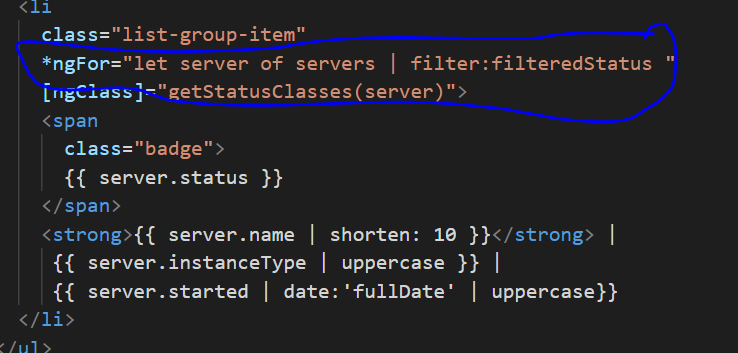 <li
class="list-group-item"
*ngFor="let server of servers | filter:filteredStatus "
[ngClass]="getStatusClasses(server)">
<span
class="badge">
{{ server.status }}
</span>
<strong>{{ server.name | shorten: 10 }}</strong> |
{{ server.instanceType | uppercase }} |
{{ server.started | date:'fullDate' | uppercase}}
</li>
</ul>